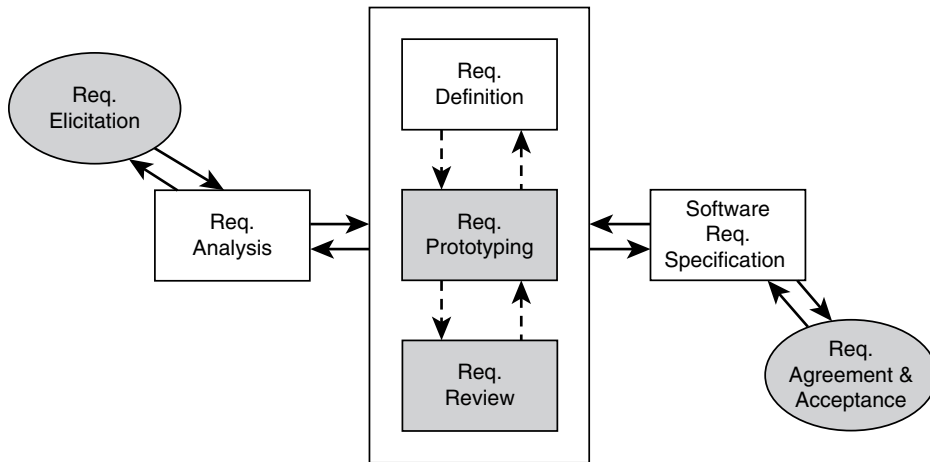 Req.
Elicitation
Req.
Analysis
Req.
Definition
Req.
Prototyping
Req.
Review
Software
Req.
Specification
Req.
Agreement &
Acceptance